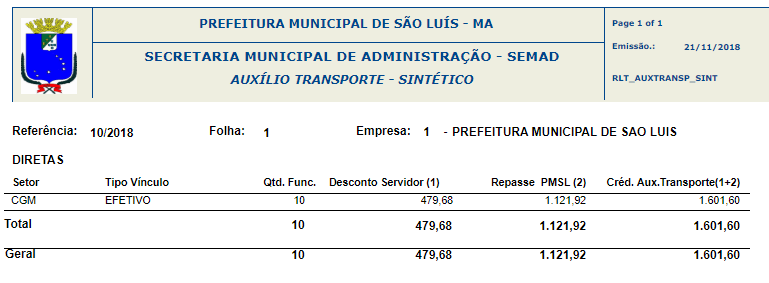 PREFEITURA MUNICIPAL DE SÃO LUÍS - MA
SECRETARIA MUNICIPAL DE ADMINISTRAÇÃO - SEMAD
AUXÍLIO TRANSPORTE - SINTÉTICO
Page 1 of 1
Emissão.: 21/11/2018
RLT_AUXTRANSP_SINT
Referência: 10/2018 Folha: 1 Empresa: 1 - PREFEITURA MUNICIPAL DE SAO LUIS
DIRETAS
Setor Tipo Vínculo Qtd. Func. Desconto Servidor (1) Repasse PMSL (2) Créd. Aux.Transporte(1+2)
CGM EFETIVO 10 479,68 1.121,92 1.601,60
Total 10 479,68 1.121,92 1.601,60
Geral 10 479,68 1.121,92 1.601,60